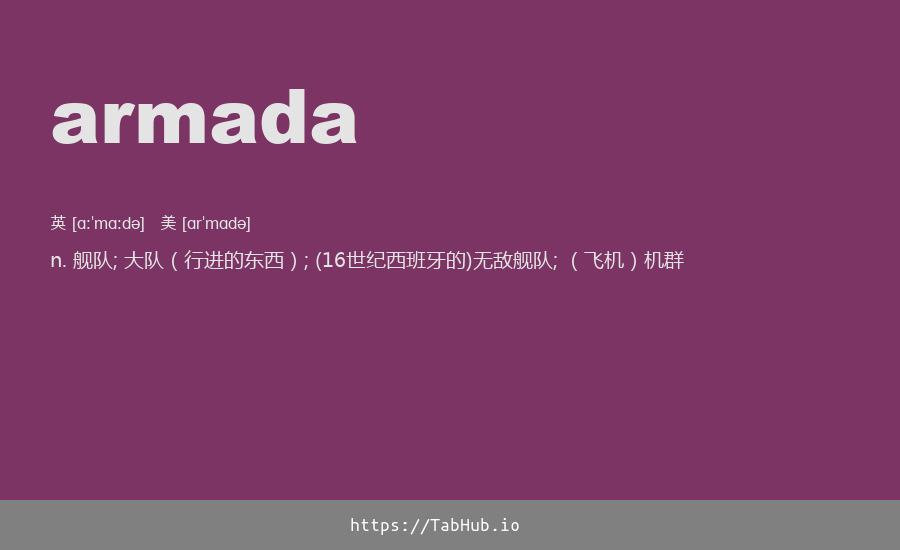 armada
英 [ɑːˈmɑːdə] 美 [ɑrˈmɑdə]
n. 舰队; 大队（行进的东西）; (16世纪西班牙的)无敌舰队; （飞机）机群
https://TabHub.io